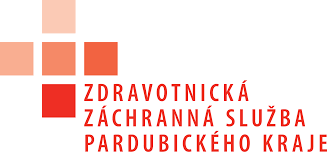 ZDRAVOTNICKÁ
ZÁCHRANNÁ SLUŽBA
PARDUBICKÉHO KRAJE